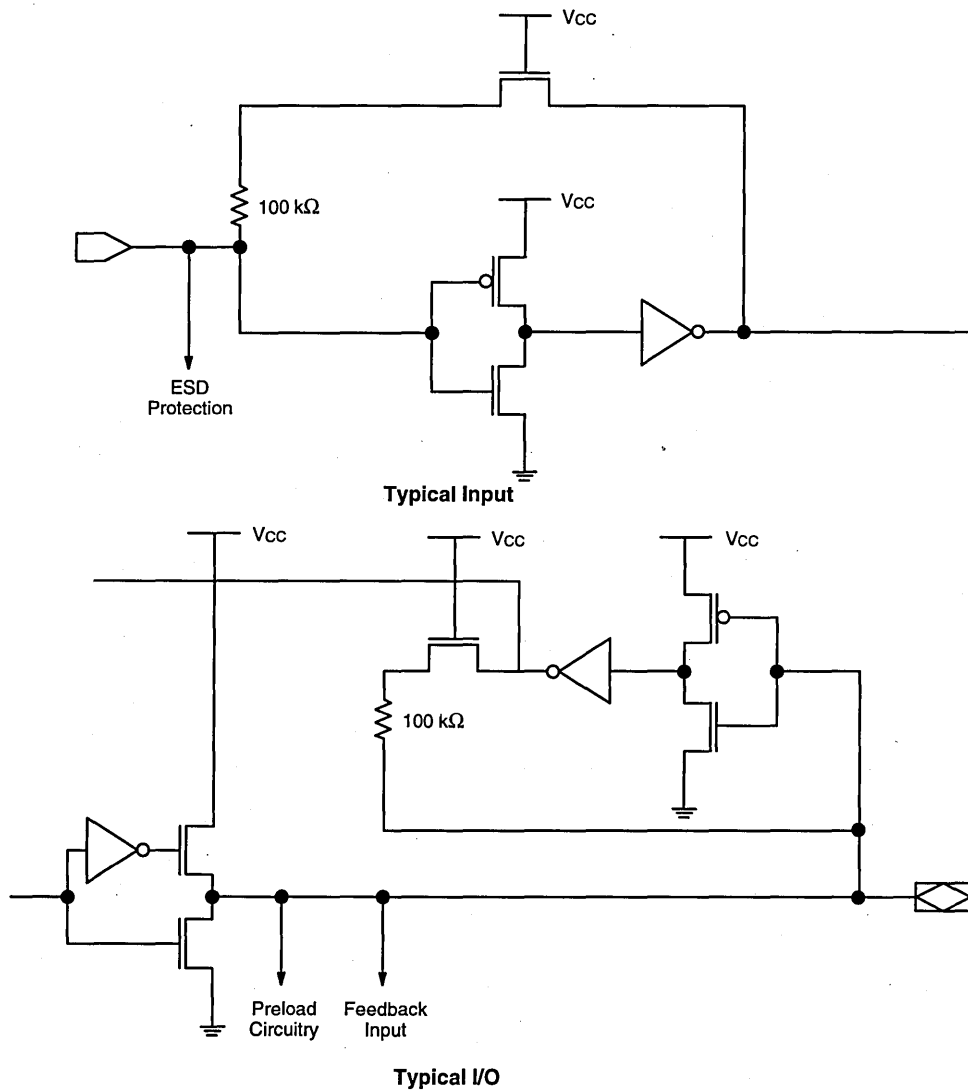 VCC
100 kΩ
VCC
ESD
Protection
Typical Input
VCC
VCC
VCC
100 kΩ
Preload
Circuitry
Feedback
Input
Typical I/O